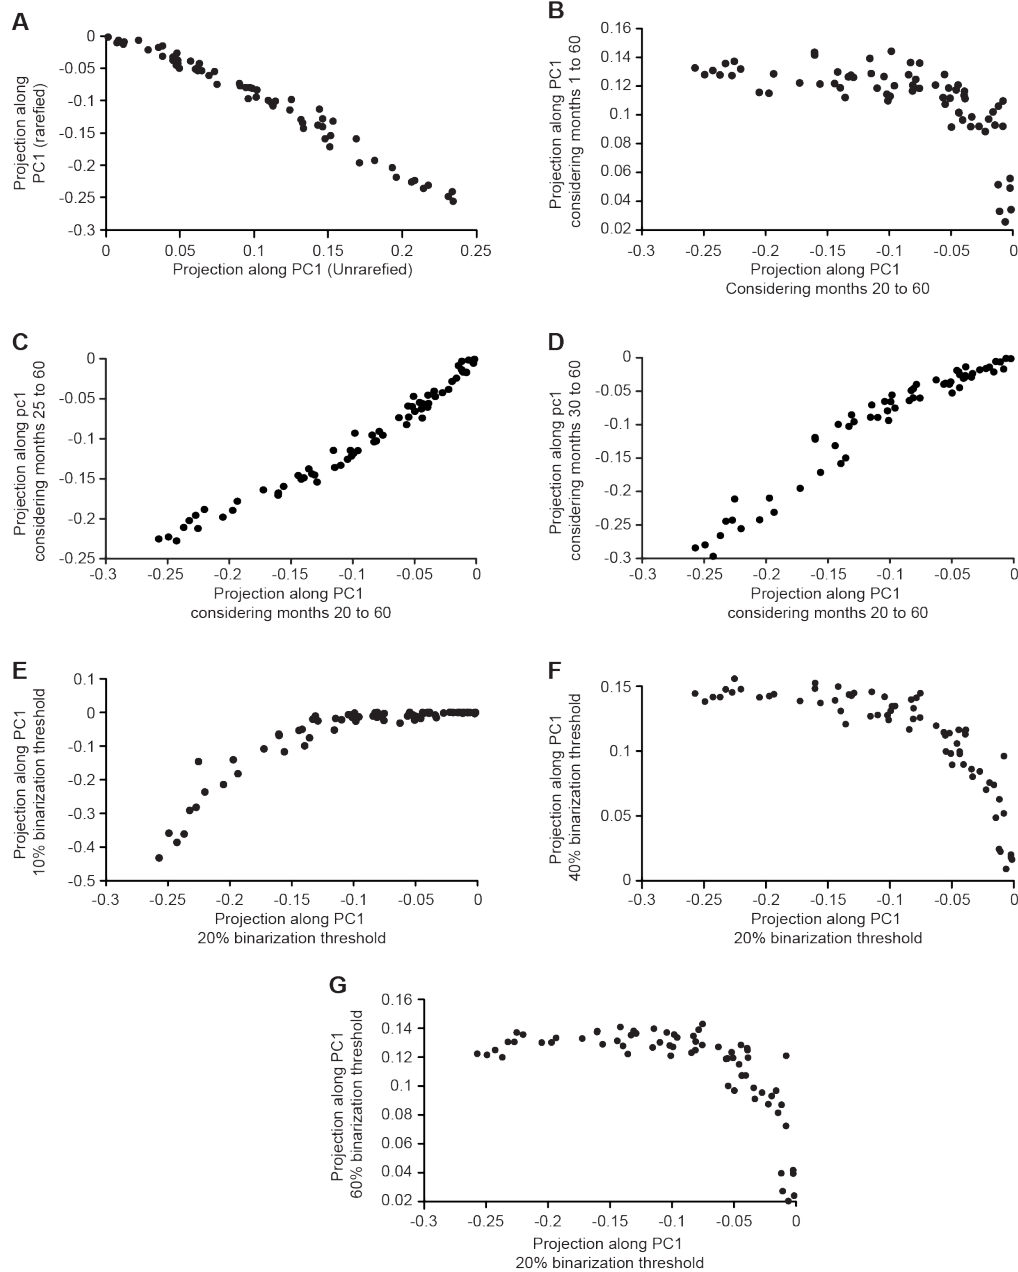 A
0
-0.05
-0.1
-0.15
-0.2
-0.25
-0.3
Projection along
PC1 (rarefied)
0
0.05
0.1
0.15
0.2
0.25
Projection along PC1 (Unrarefied)
B
0.16
0.14
0.12
0.1
0.08
0.06
0.04
0.02
Projection along PC1
considering months 1 to 60
-0.3
-0.25
-0.2
-0.15
-0.1
-0.05
0
Projection along PC1
Considering months 20 to 60
C
0
-0.05
-0.1
-0.15
-0.2
-0.25
Projection along pc1
considering months 25 to 60
-0.3
-0.25
-0.2
-0.15
-0.1
-0.05
0
Projection along PC1
considering months 20 to 60
D
0
-0.05
-0.1
-0.15
-0.2
-0.25
-0.3
Projection along pc1
considering months 30 to 60
-0.3
-0.25
-0.2
-0.15
-0.1
-0.05
0
Projection along PC1
considering months 20 to 60
E
0.1
0
-0.1
-0.2
-0.3
-0.4
-0.5
Projection along PC1
10% binarization threshold
-0.3
-0.25
-0.2
-0.15
-0.1
-0.05
0
Projection along PC1
20% binarization threshold
F
0.15
0.1
0.05
0
Projection along PC1
40% binarization threshold
-0.3
-0.25
-0.2
-0.15
-0.1
-0.05
0
Projection along PC1
20% binarization threshold
G
0.16
0.14
0.12
0.1
0.08
0.06
0.04
0.02
Projection along PC1
60% binarization threshold
-0.3
-0.25
-0.2
-0.15
-0.1
-0.05
0
Projection along PC1
20% binarization threshold